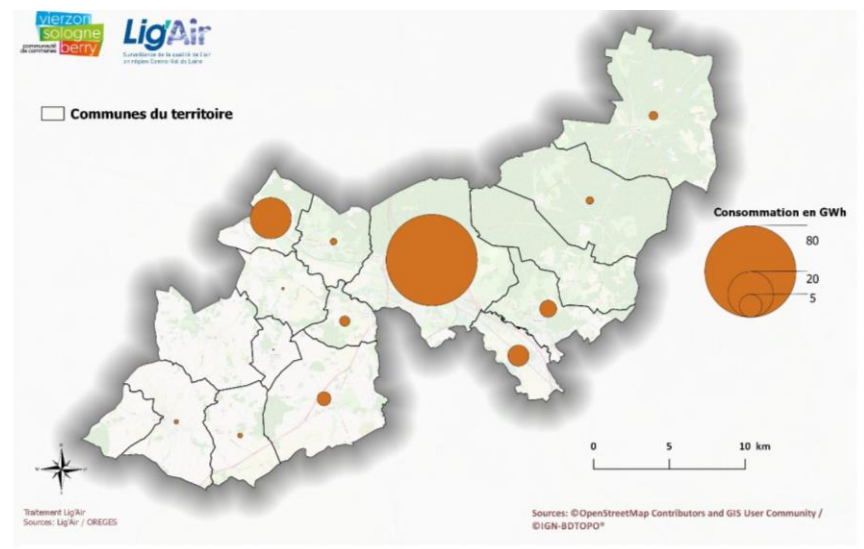 vierzon
sologne
berry
communauté
de communes
Lig'Air
Surveillance de la qualité de l'air
en région Centre-Val de Loire
Communes du territoire
Consommation en GWh
80
20
5
N
0 5 10 km
Traitement Lig'Air
Sources: Lig'Air / OREGES
Sources: ©OpenStreetMap Contributors and GIS User Community /
©IGN-BDTOPO®